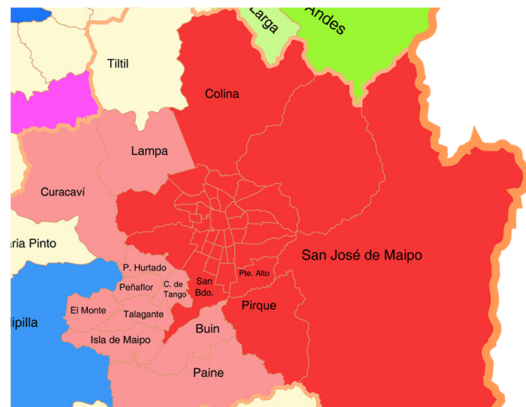 Larga
Andes
Tiltil
Colina
Lampa
Curacaví
aria Pinto
San José de Maipo
P. Hurtado
Pte. Alto
Peñaflor
C. de
Tango
San
Bdo.
Pirque
El Monte
Talagante
ipilla
Buin
Isla de Maipo
Paine